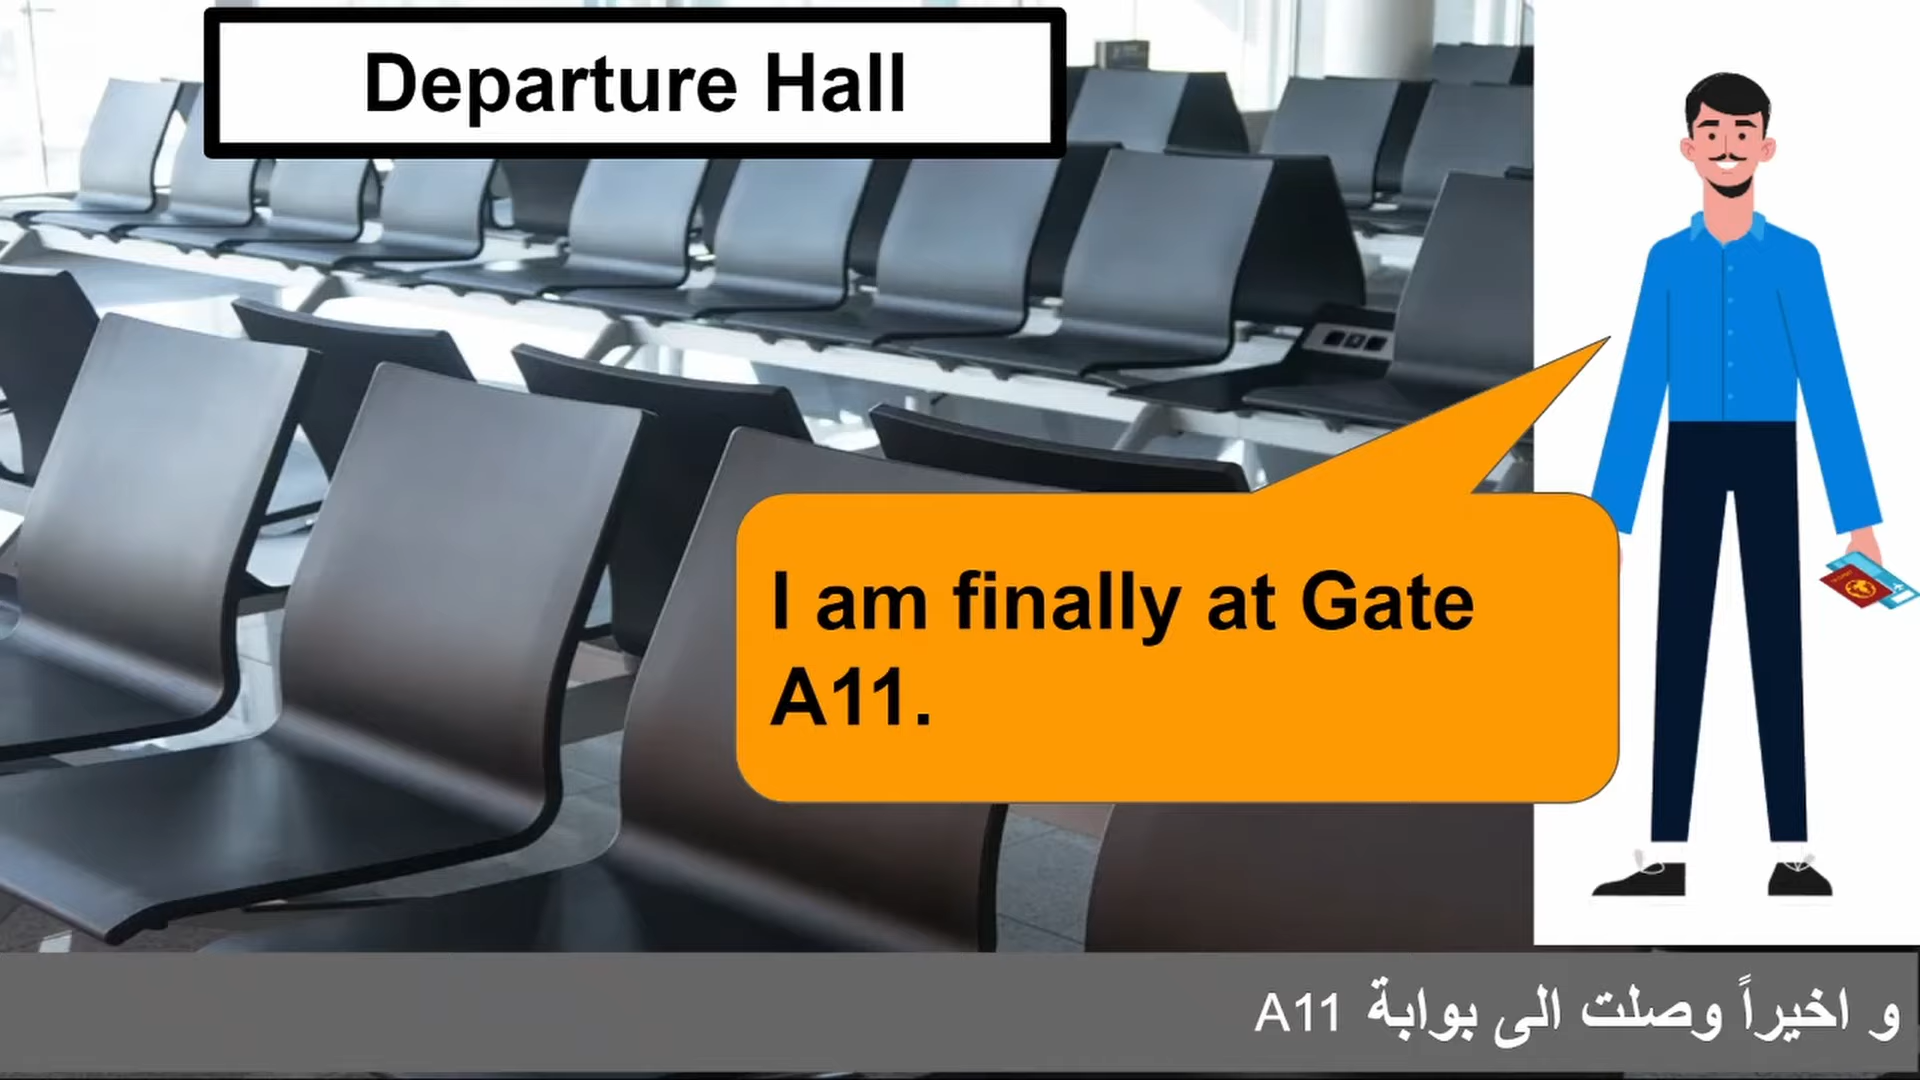 Departure Hall
I am finally at Gate
A11.
و اخيراً وصلت الى بوابة A11